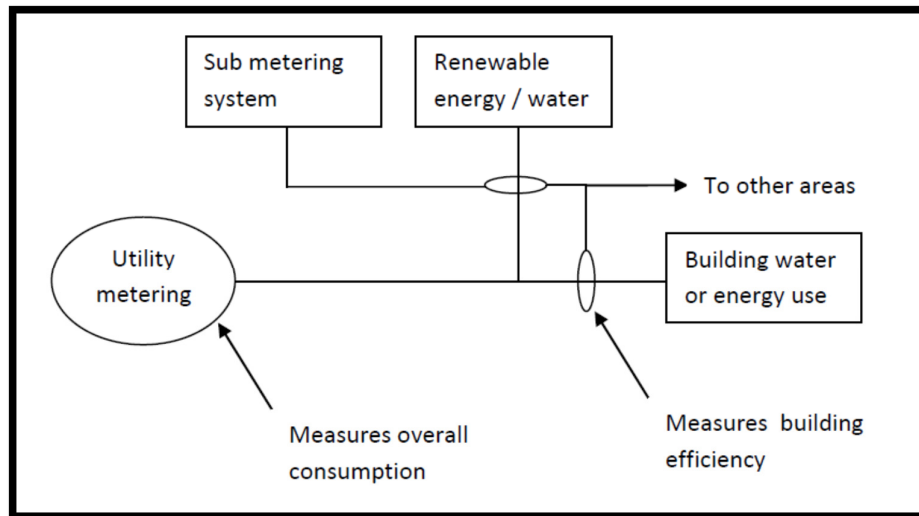 Sub metering
system
Renewable
energy / water
To other areas
Utility
metering
Building water
or energy use
Measures overall
consumption
Measures building
efficiency